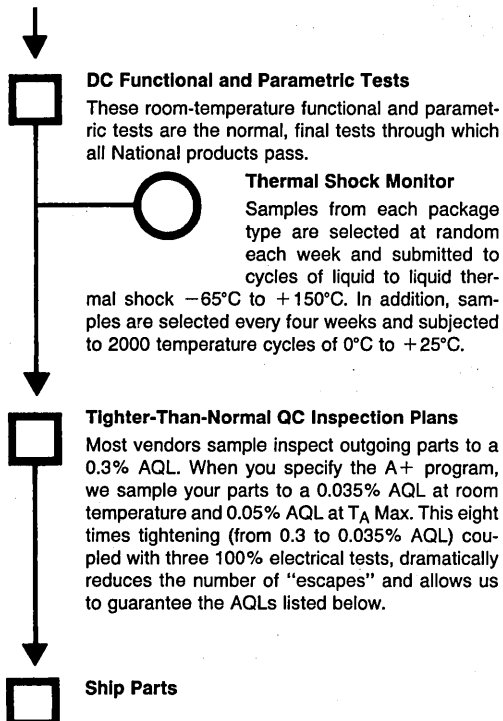 DC Functional and Parametric Tests
These room-temperature functional and paramet-
ric tests are the normal, final tests through which
all National products pass.
Thermal Shock Monitor
Samples from each package
type are selected at random
each week and submitted to
cycles of liquid to liquid ther-
mal shock −65°C to +150°C. In addition, sam-
ples are selected every four weeks and subjected
to 2000 temperature cycles of 0°C to +25°C.
Tighter-Than-Normal QC Inspection Plans
Most vendors sample inspect outgoing parts to a
0.3% AQL. When you specify the A+ program,
we sample your parts to a 0.035% AQL at room
temperature and 0.05% AQL at TA Max. This eight
times tightening (from 0.3 to 0.035% AQL) cou-
pled with three 100% electrical tests, dramatically
reduces the number of "escapes" and allows us
to guarantee the AQLs listed below.
Ship Parts